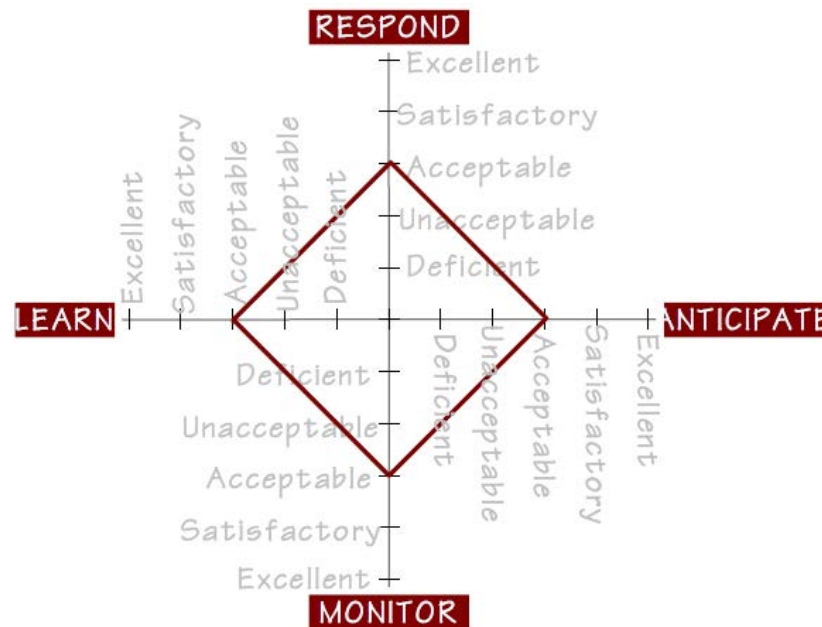 RESPOND
Excellent
Satisfactory
Acceptable
Unacceptable
Deficient
Excellent
Satisfactory
Acceptable
Unacceptable
Deficient
LEARN
ANTICIPATE
Deficient
Unacceptable
Acceptable
Satisfactory
Excellent
Deficient
Unacceptable
Acceptable
Satisfactory
Excellent
MONITOR